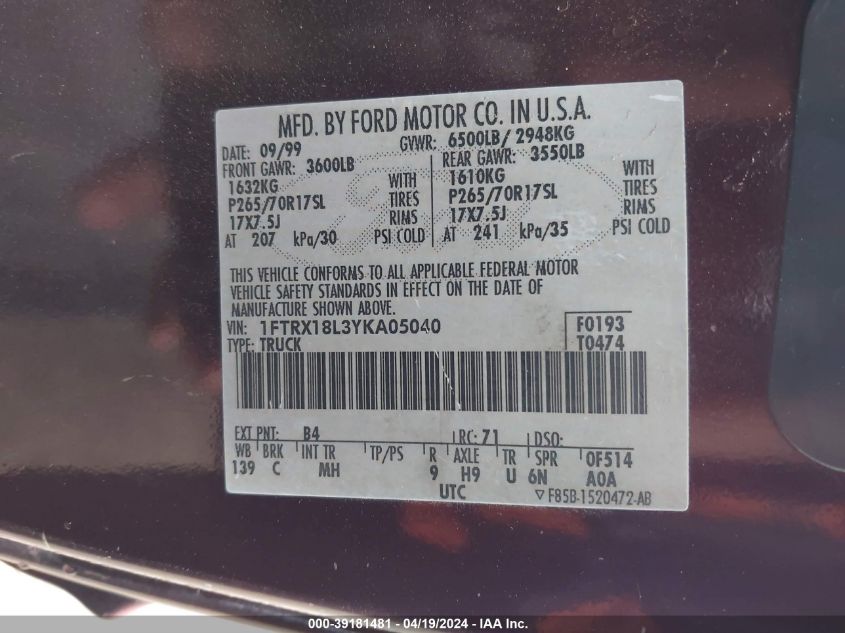 MFD. BY FORD MOTOR CO. IN U.S.A.
DATE: 09/99 GVWR: 6500LB/ 2948KG
FRONT GAWR: 3600LB REAR GAWR: 3550LB
1632KG WITH 1610KG WITH
P265/70R17SL TIRES P265/70R17SL TIRES
17X7.5J RIMS 17X7.5J RIMS
AT 207 kPa/30 PSI COLD AT 241 kPa/35 PSI COLD
THIS VEHICLE CONFORMS TO ALL APPLICABLE FEDERAL MOTOR
VEHICLE SAFETY STANDARDS IN EFFECT ON THE DATE OF
MANUFACTURE SHOWN ABOVE.
VIN: 1FTRX18L3YKA05040 F0193
TYPE: TRUCK T0474
EXT PNT: B4 RC: 71 DSO:
WB BRK INT TR TP/PS R AXLE TR SPR 0F514
139 C MH 9 H9 U 6N A0A
UTC ▽ F85B-1520472-AB
000-39181481 - 04/19/2024 - IAA Inc.